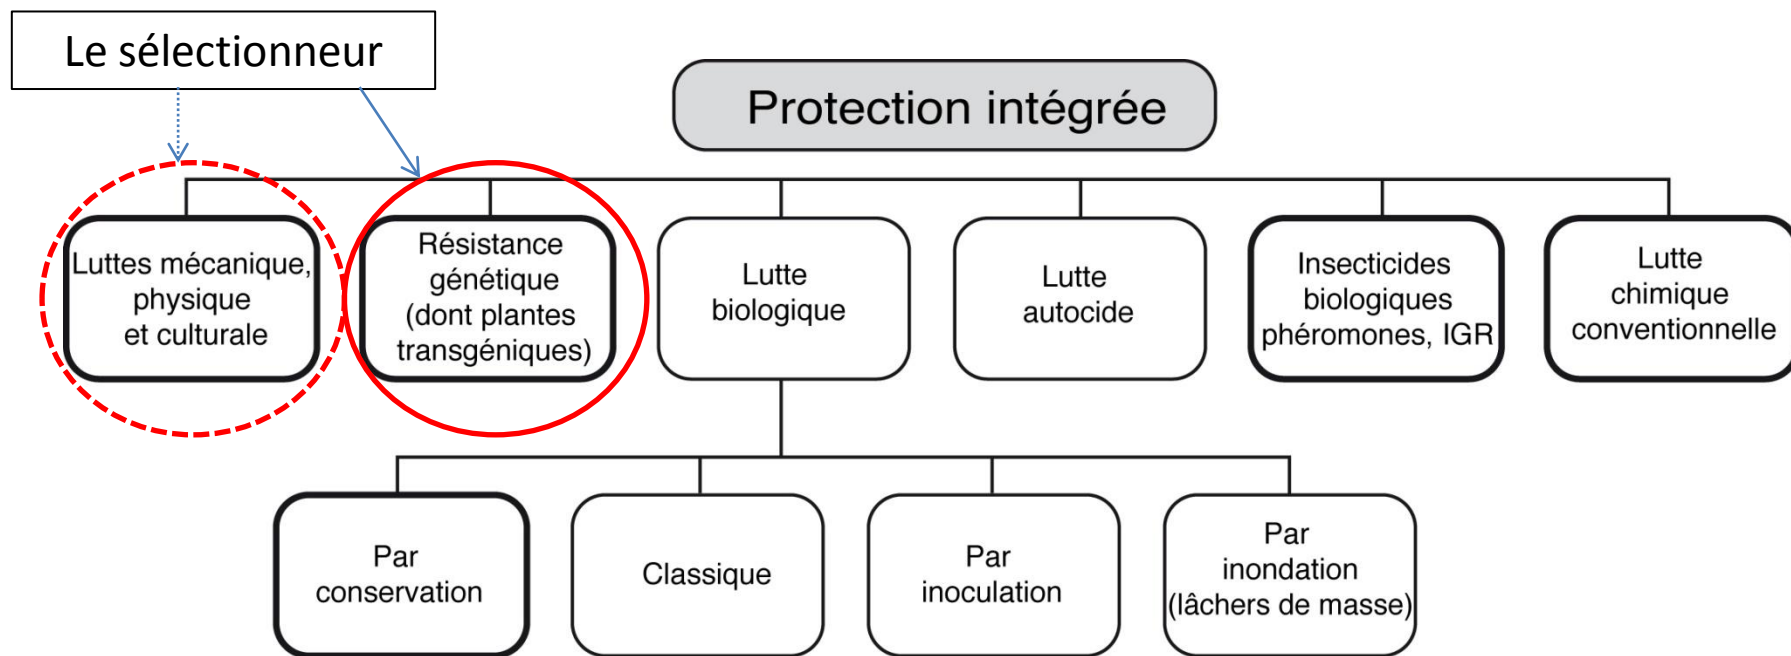 Le sélectionneur
Protection intégrée
Luttes mécanique,
physique
et culturale
Résistance
génétique
(dont plantes
transgéniques)
Lutte
biologique
Lutte
autocide
Insecticides
biologiques
phéromones, IGR
Lutte
chimique
conventionnelle
Par
conservation
Classique
Par
inoculation
Par
inondation
(lâchers de masse)